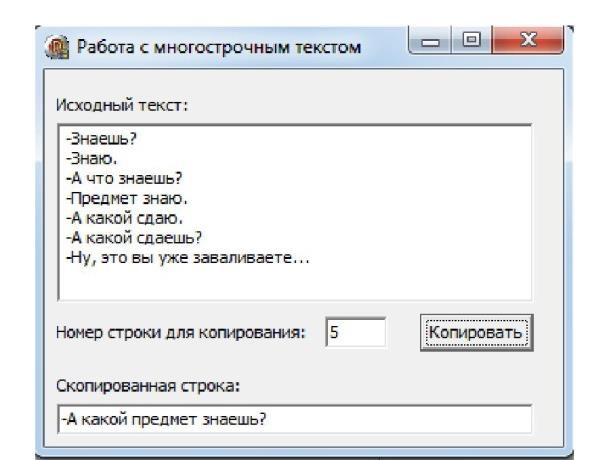 Работа с многострочным текстом
Исходный текст:
-Знаешь?
-Знаю.
-А что знаешь?
-Предмет знаю.
-А какой сдаю.
-А какой сдаешь?
-Ну, это вы уже заваливаете...
Номер строки для копирования: 5 Копировать
Скопированная строка:
-А какой предмет знаешь?